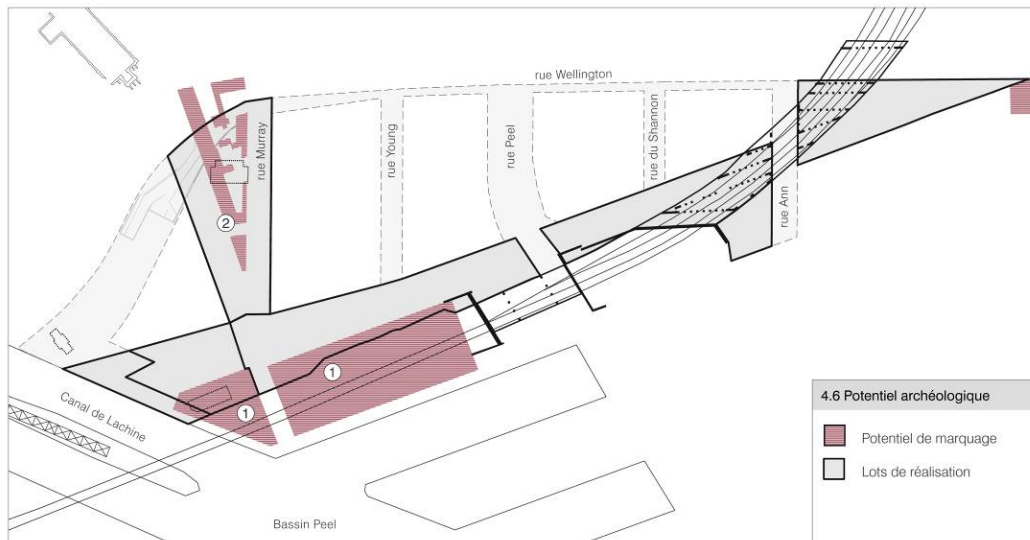 rue Wellington
rue Murray
rue Young
rue Peel
rue du Shannon
rue Ann
2
1
1
Canal de Lachine
Bassin Peel
4.6 Potentiel archéologique
Potentiel de marquage
Lots de réalisation